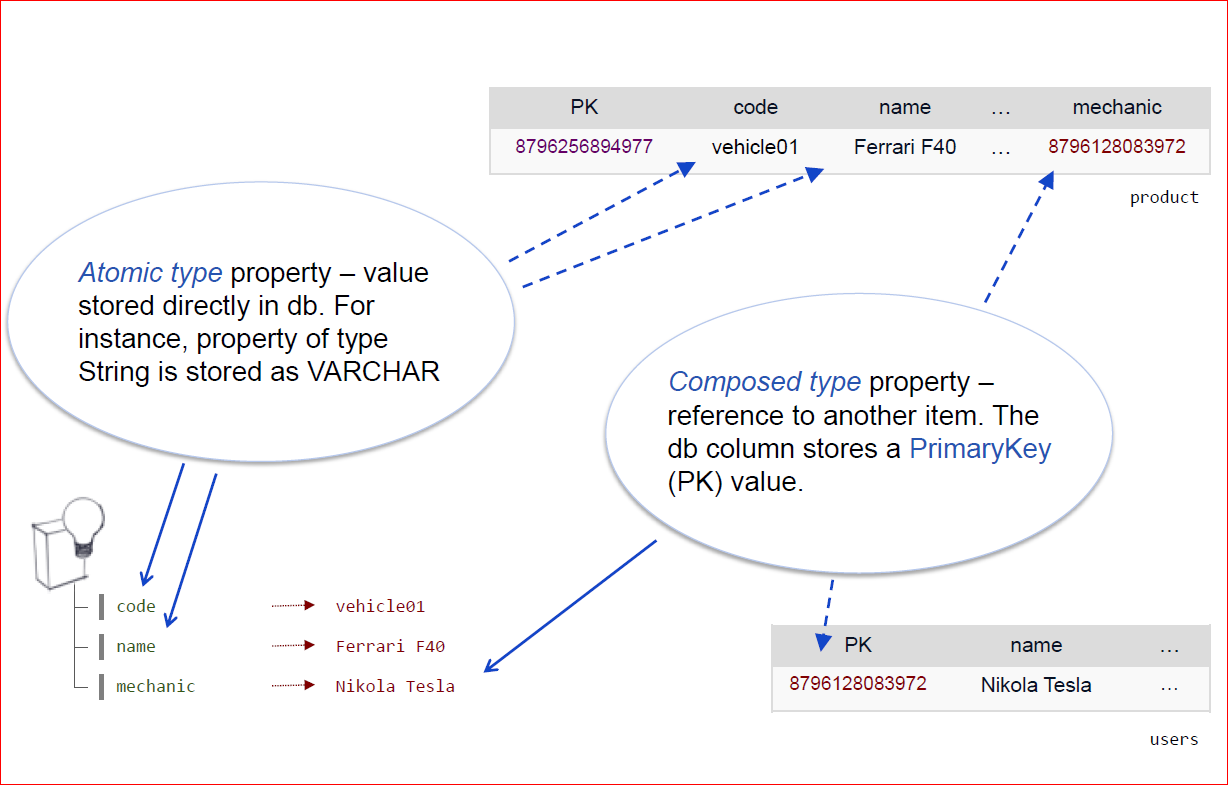 PK code name ... mechanic
8796256894977 vehicle01 Ferrari F40 ... 8796128083972
product
Atomic type property – value
stored directly in db. For
instance, property of type
String is stored as VARCHAR
Composed type property –
reference to another item. The
db column stores a PrimaryKey
(PK) value.
code vehicle01
name Ferrari F40
mechanic Nikola Tesla
PK name ...
8796128083972 Nikola Tesla ...
users